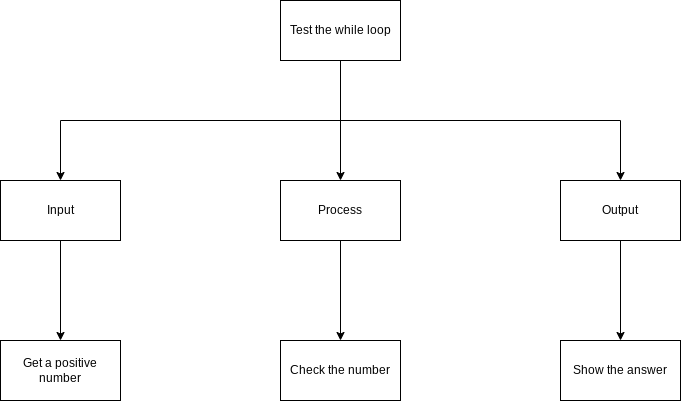 Test the while loop
Input
Process
Output
Get a positive
number
Check the number
Show the answer